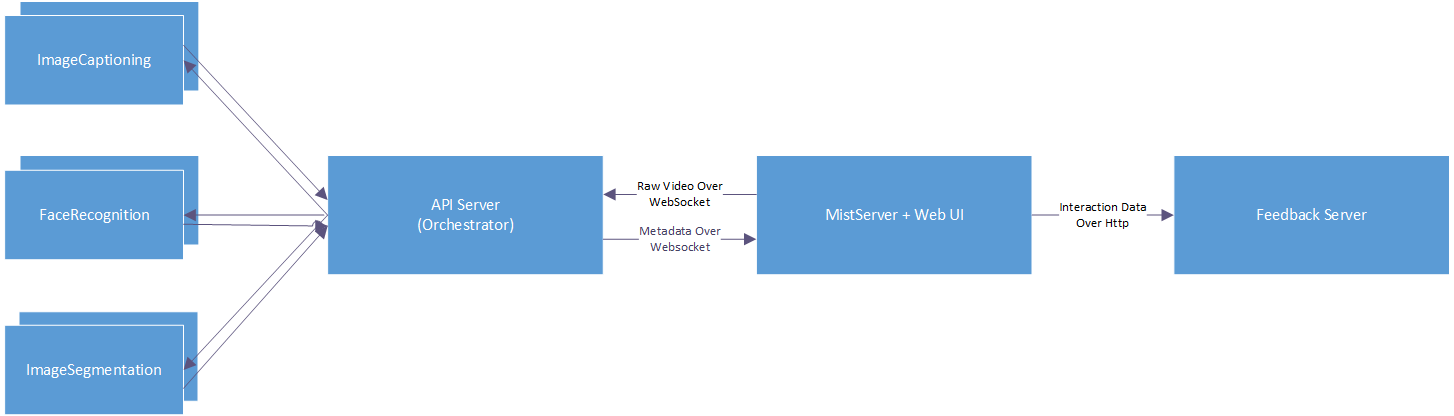 ImageCaptioning
FaceRecognition
ImageSegmentation
API Server
(Orchestrator)
Raw Video Over
WebSocket
Metadata Over
Websocket
MistServer + Web UI
Interaction Data
Over Http
Feedback Server